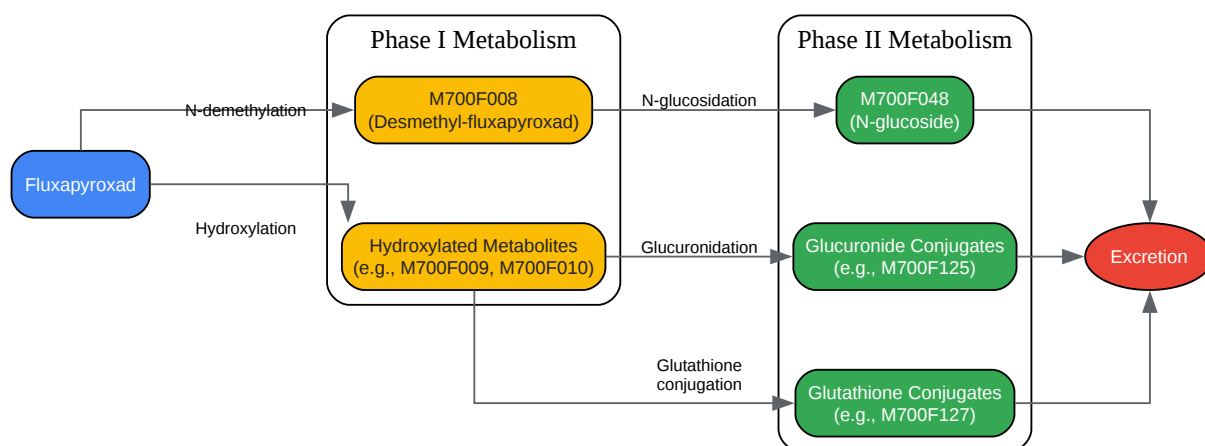 Phase I Metabolism
Phase II Metabolism
N-demethylation
M700F008
(Desmethyl-fluxapyroxad)
N-glucosidation
M700F048
(N-glucoside)
Fluxapyroxad
Hydroxylation
Hydroxylated Metabolites
(e.g., M700F009, M700F010)
Glucuronidation
Glucuronide Conjugates
(e.g., M700F125)
Excretion
Glutathione
conjugation
Glutathione Conjugates
(e.g., M700F127)